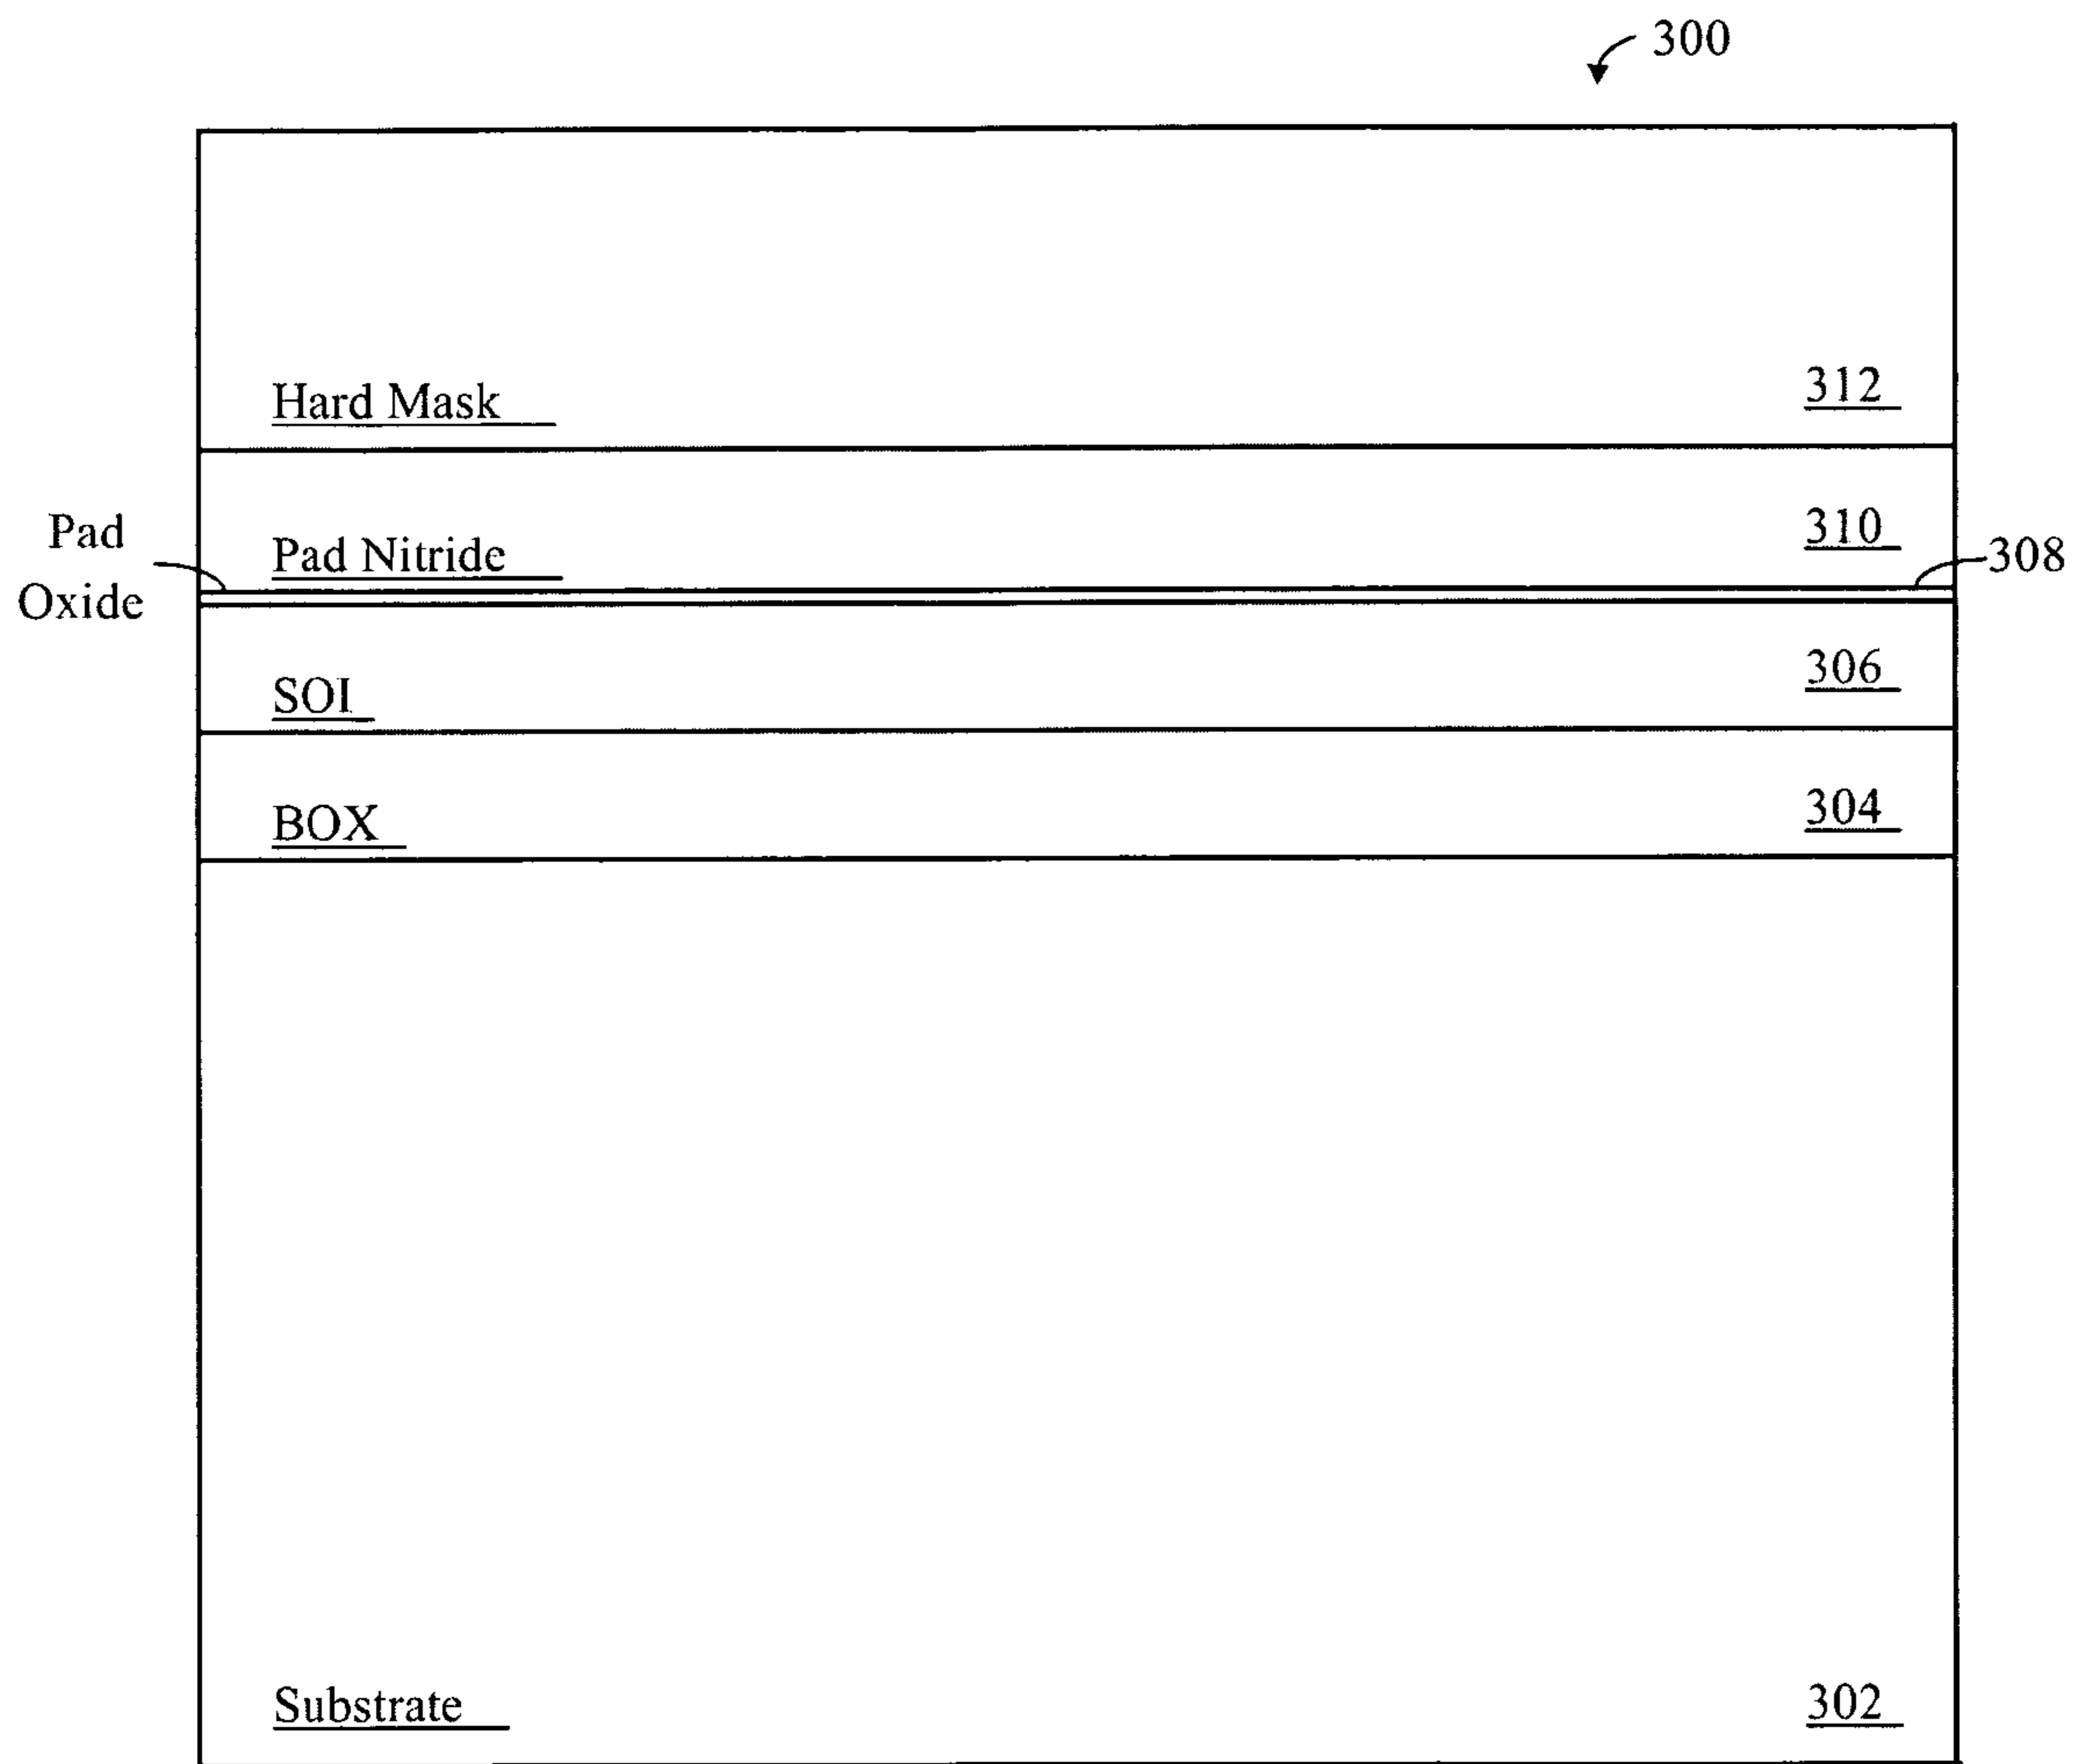 300
Hard Mask 312
Pad
Oxide
Pad Nitride 310
308
SOI 306
BOX 304
Substrate 302